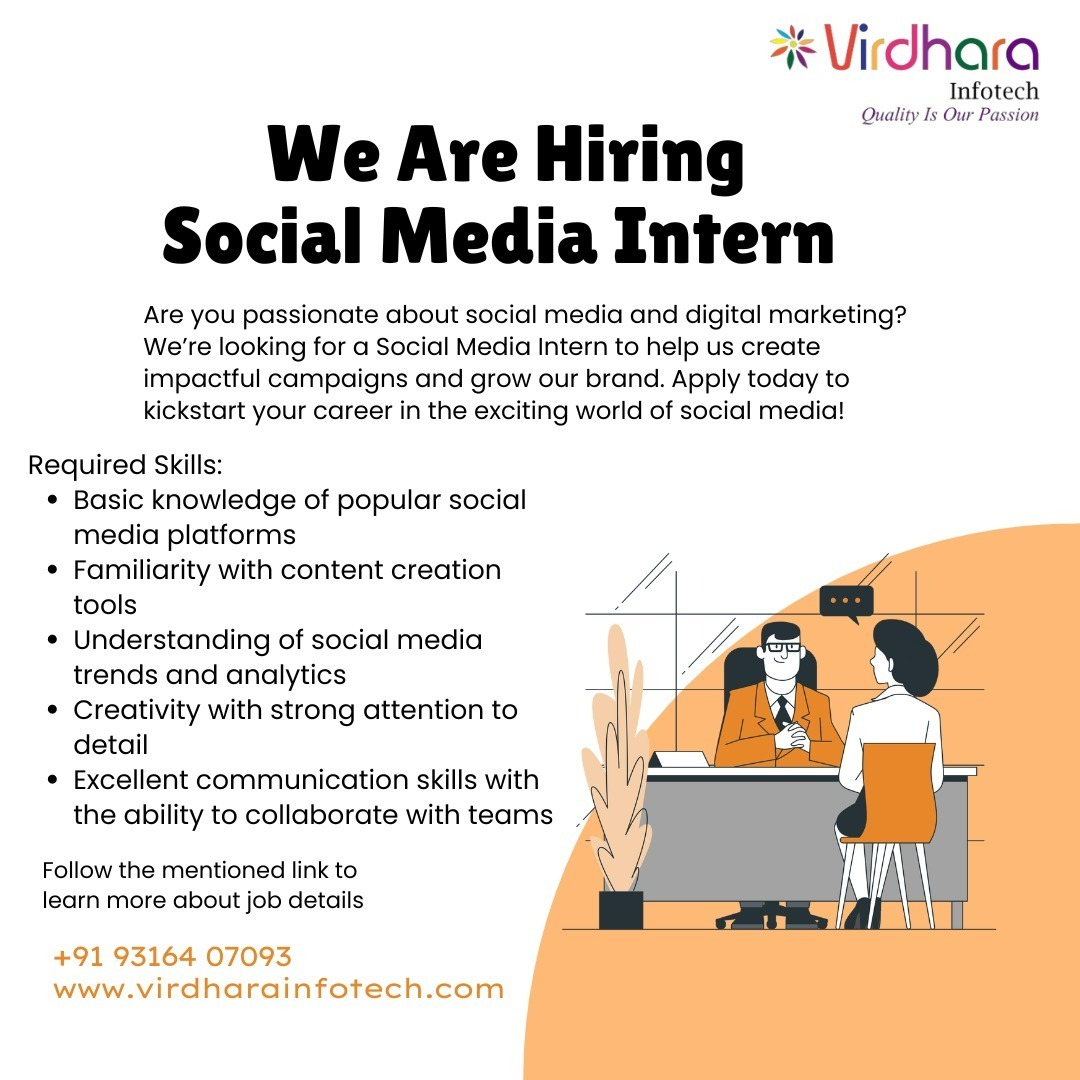 Virdhara
Infotech
Quality Is Our Passion
We Are Hiring
Social Media Intern
Are you passionate about social media and digital marketing?
We’re looking for a Social Media Intern to help us create
impactful campaigns and grow our brand. Apply today to
kickstart your career in the exciting world of social media!
Required Skills:
• Basic knowledge of popular social
media platforms
• Familiarity with content creation
tools
• Understanding of social media
trends and analytics
• Creativity with strong attention to
detail
• Excellent communication skills with
the ability to collaborate with teams
Follow the mentioned link to
learn more about job details
+91 93164 07093
www.virdharainfotech.com